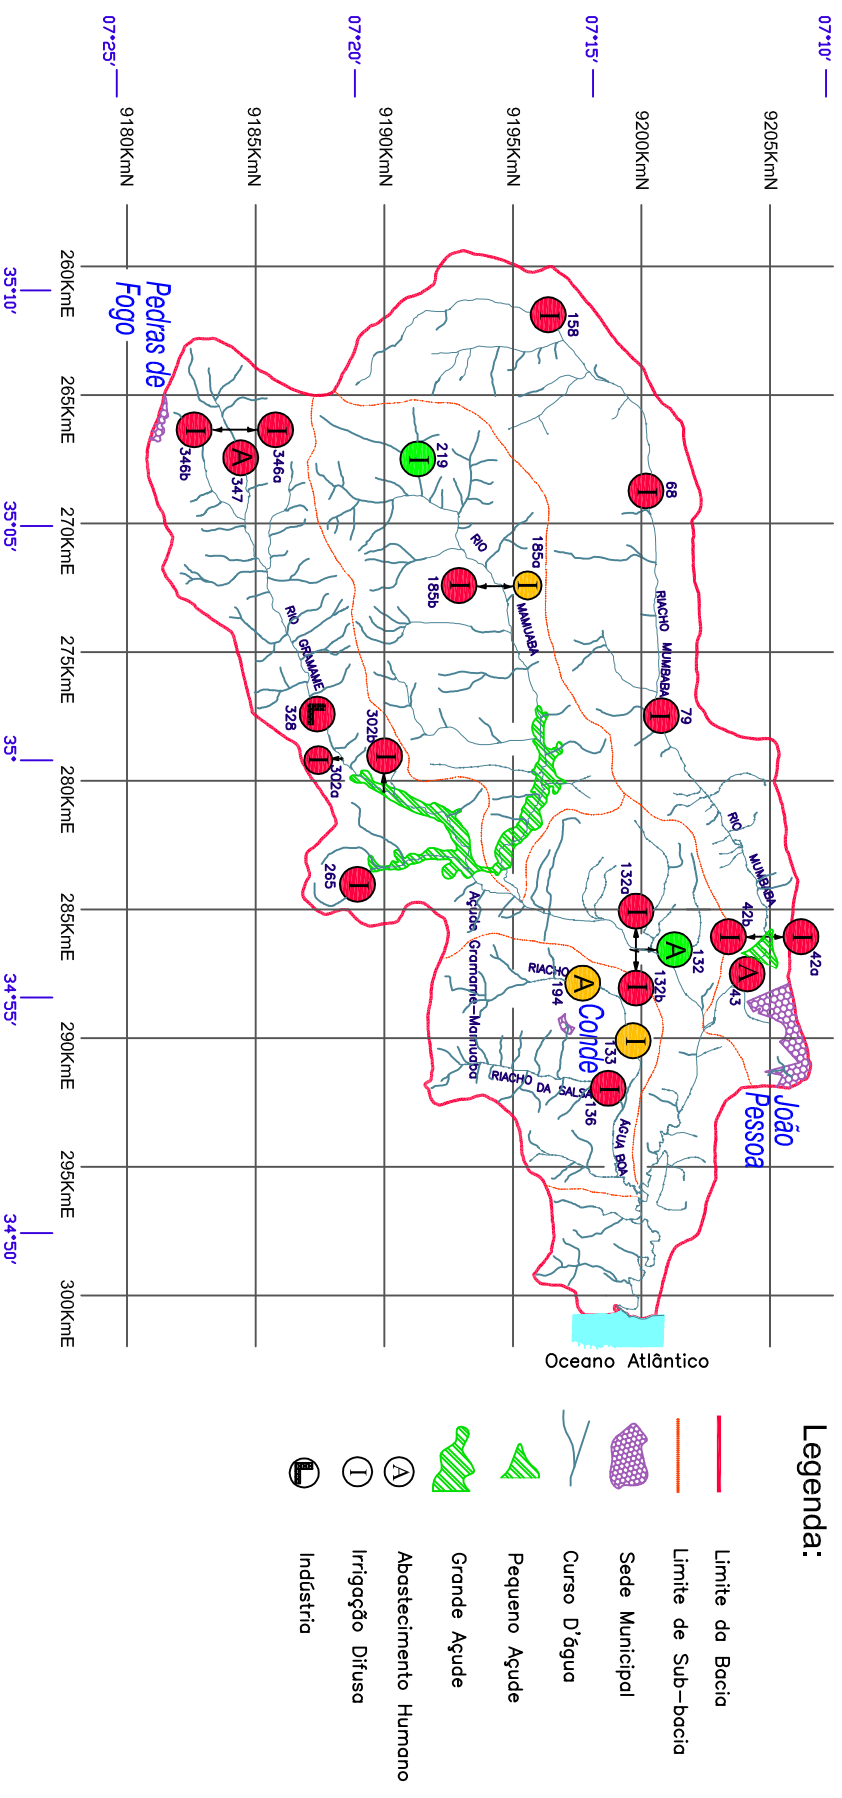 07°10'
07°15'
07°20'
07°25'
9205KmN
9200KmN
9195KmN
9190KmN
9185KmN
9180KmN
260KmE
265KmE
270KmE
275KmE
280KmE
285KmE
290KmE
295KmE
300KmE
35°10'
35°05'
35°
34°55'
34°50'
Pedras de
Fogo
Conde
João
Pessoa
I
158
I
68
I
79
I
219
I
185a
I
185b
I
346a
I
346b
A
347
L
328
I
302a
I
302b
I
265
I
132a
A
132
I
132b
I
42a
I
42b
A
43
A
194
I
133
I
136
RIACHO MUMBABA
RIO MUMBABA
RIO MAMUABA
RIO GRAMAME
Açude Gramame-Mamuaba
RIACHO
RIACHO DA SALSA
ÁGUA BOA
Oceano Atlântico
Legenda:
Limite da Bacia
Limite de Sub-bacia
Sede Municipal
Curso D'água
Pequeno Açude
Grande Açude
A Abastecimento Humano
I Irrigação Difusa
L Indústria